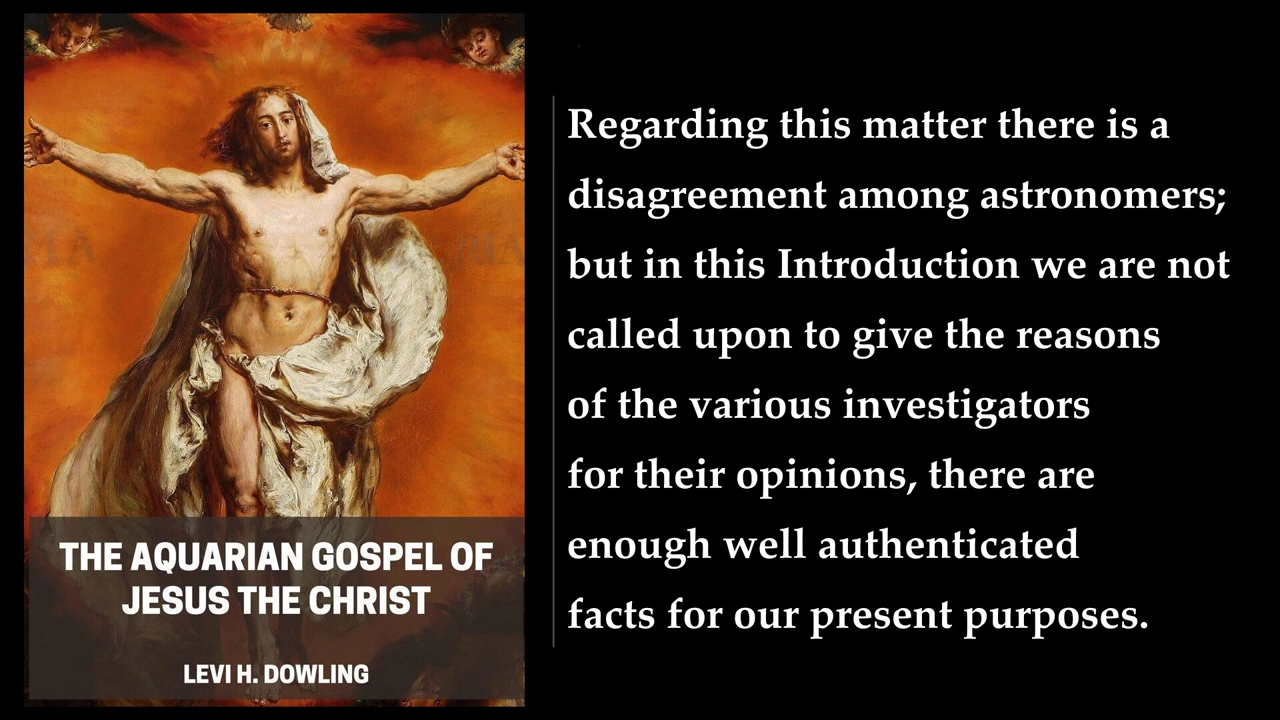 THE AQUARIAN GOSPEL OF
JESUS THE CHRIST
LEVI H. DOWLING
Regarding this matter there is a
disagreement among astronomers;
but in this Introduction we are not
called upon to give the reasons
of the various investigators
for their opinions, there are
enough well authenticated
facts for our present purposes.